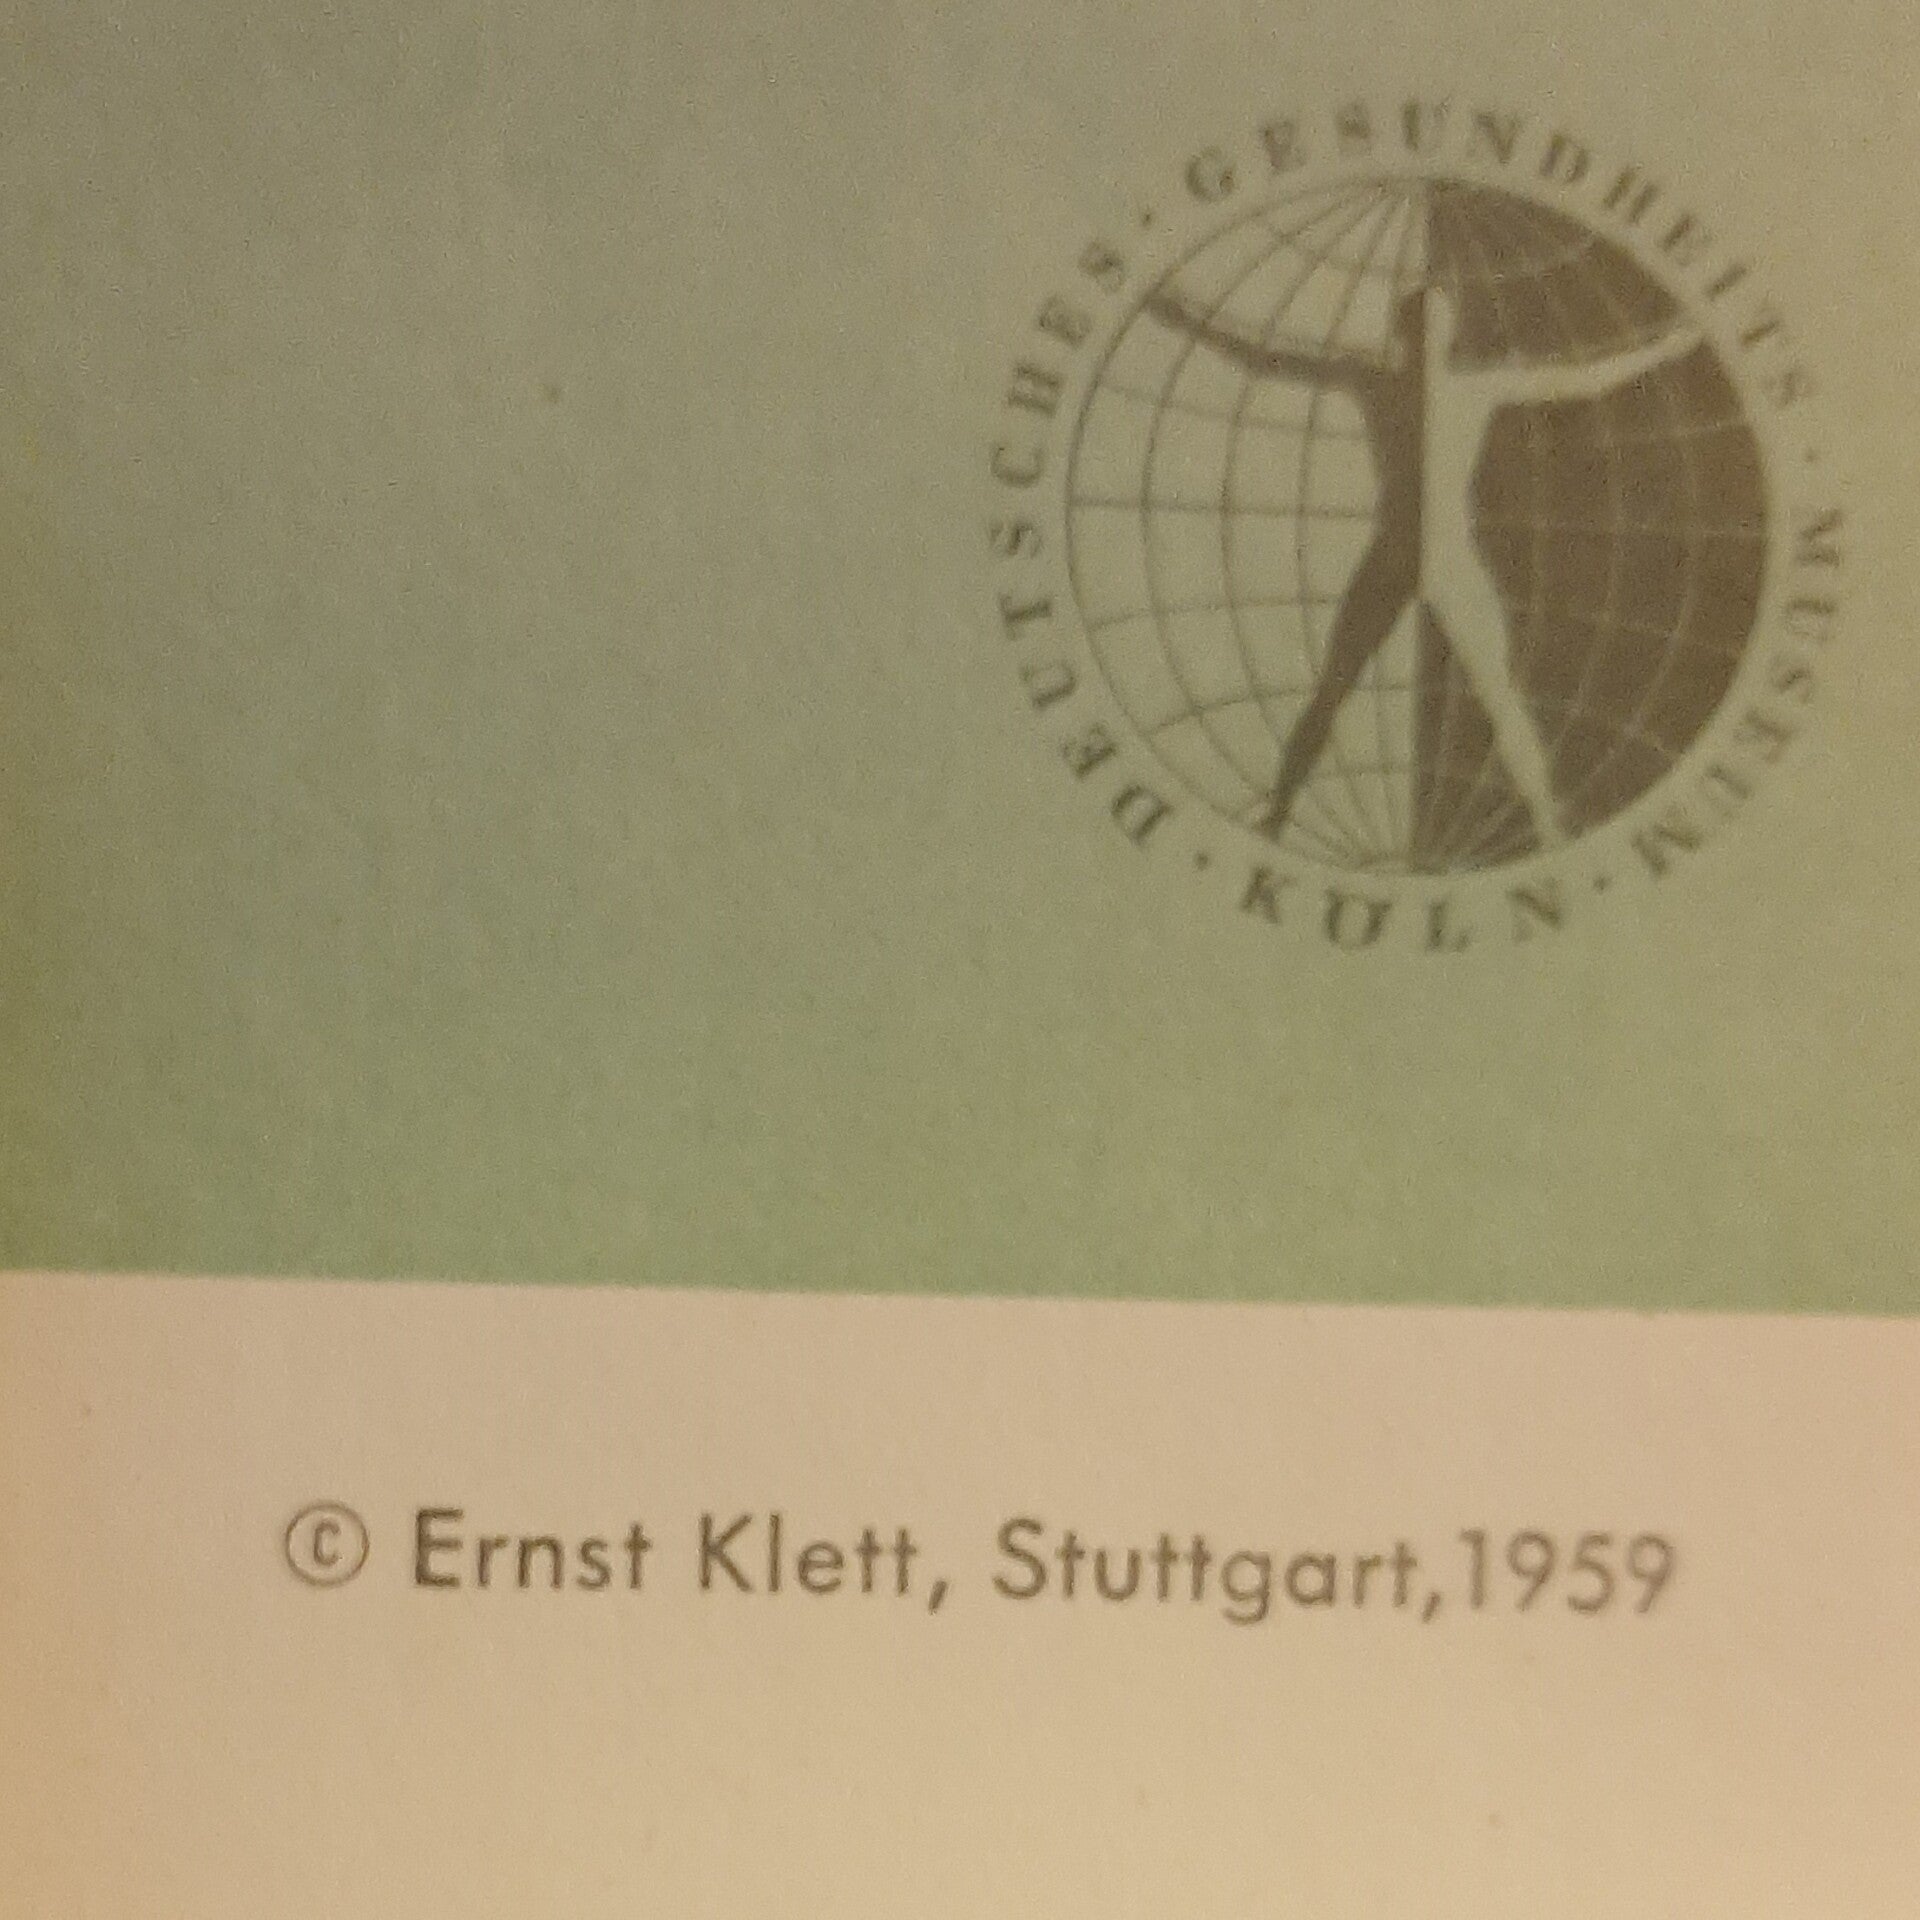 DEUTSCHES · GESUNDHEITS · MUSEUM · KÖLN ·
© Ernst Klett, Stuttgart, 1959